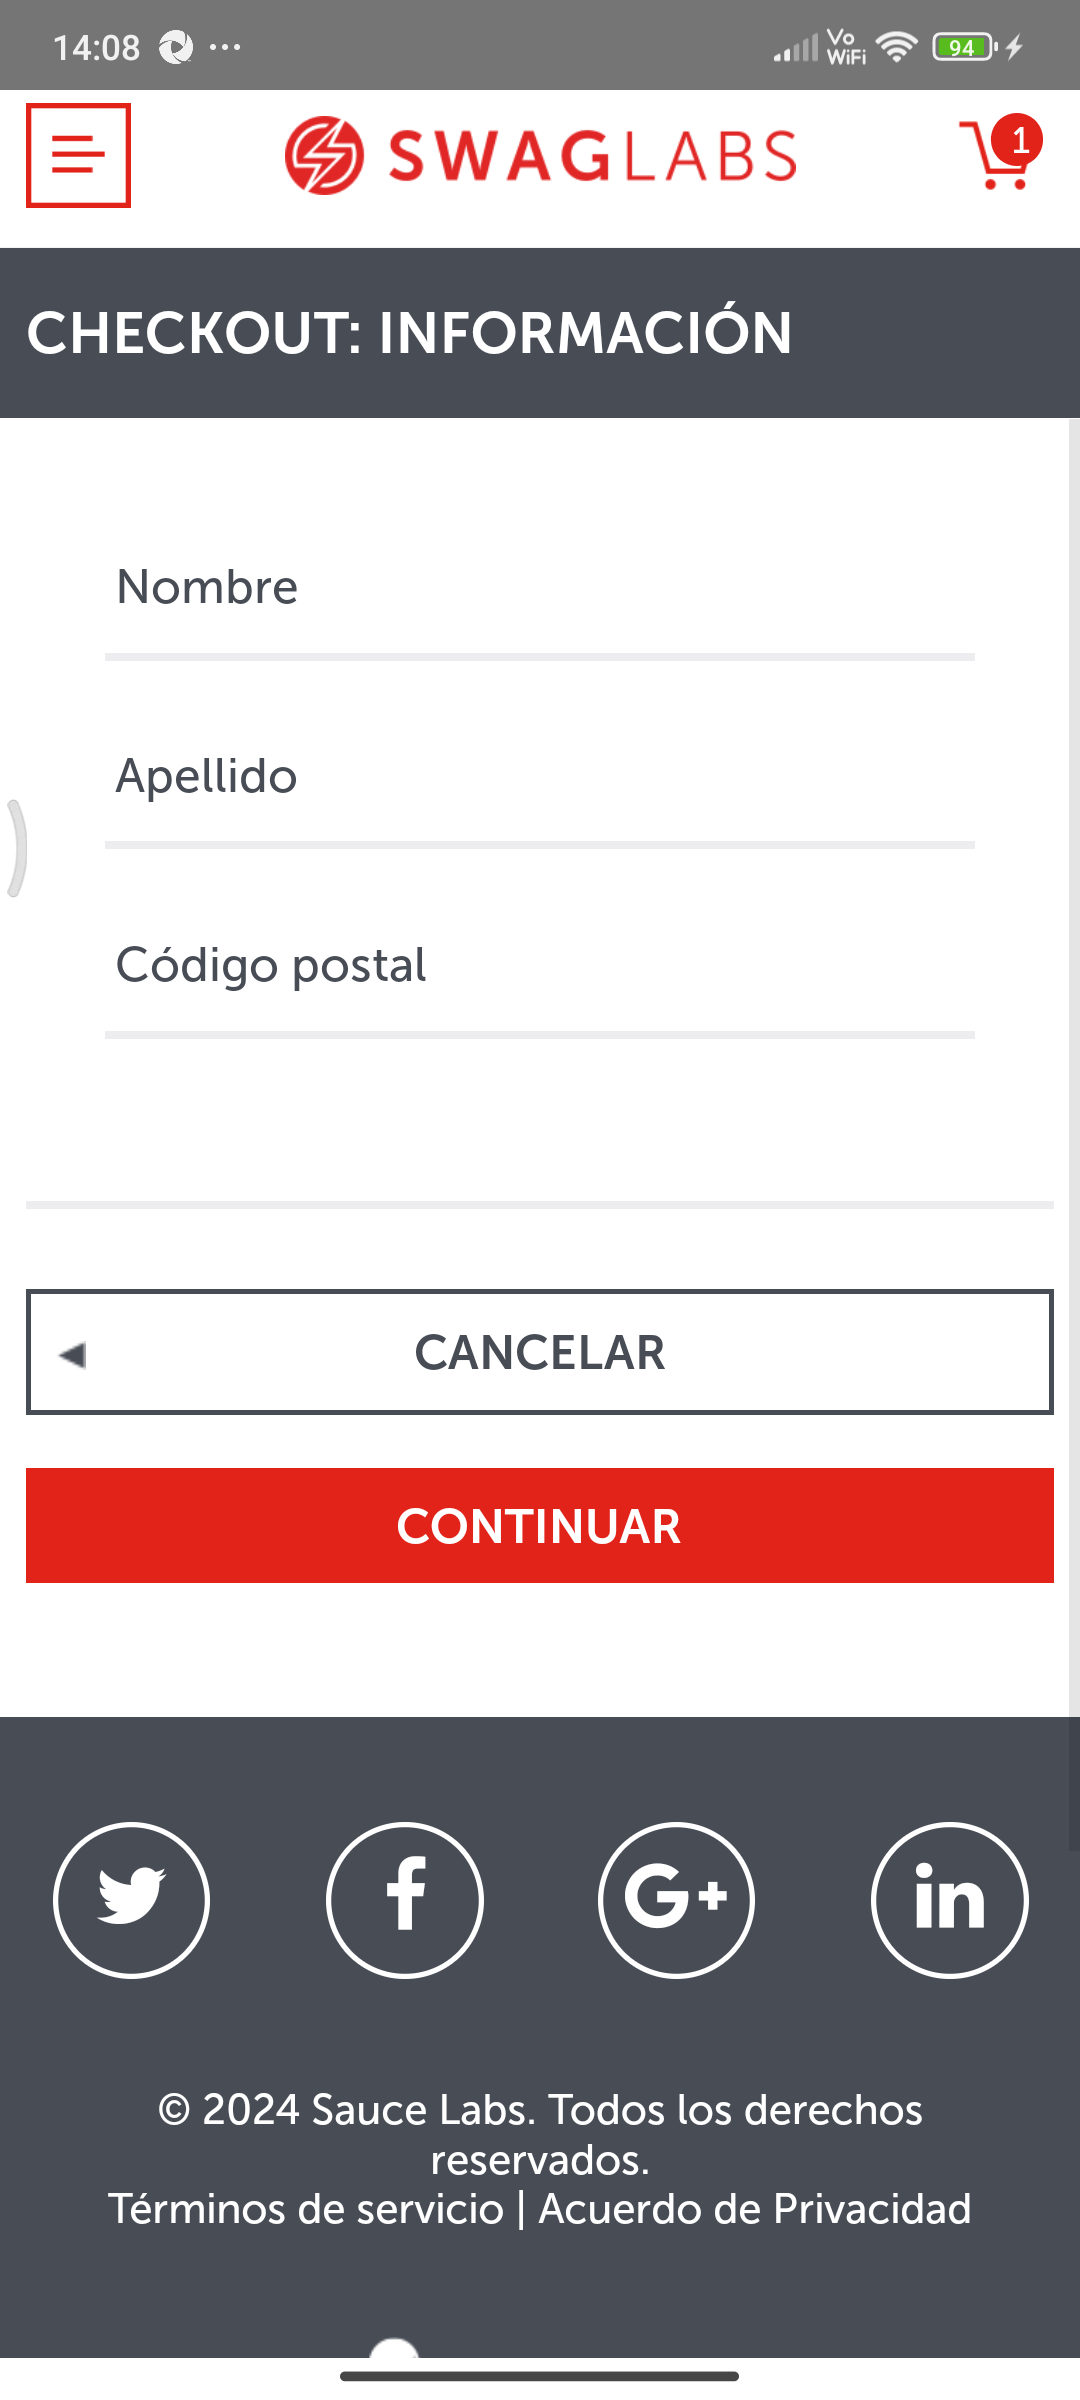 14:08
Vo
WiFi
94
SWAGLABS
1
CHECKOUT: INFORMACIÓN
Nombre
Apellido
Código postal
CANCELAR
CONTINUAR
© 2024 Sauce Labs. Todos los derechos
reservados.
Términos de servicio | Acuerdo de Privacidad